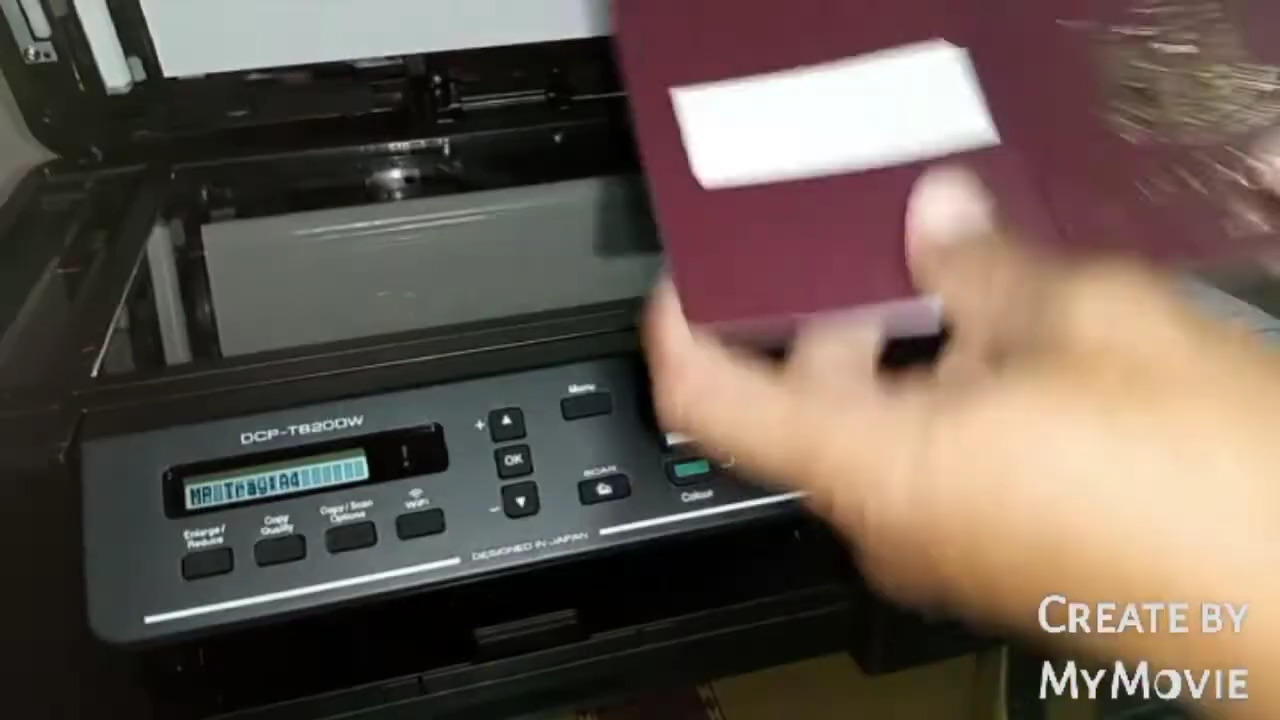 DCP-T820DW
MP Tray:A4
Menu
OK
SCAN
Enlarge /
Reduce
Copy
Quality
Copy / Scan
Options
WiFi
Colour
DESIGNED IN JAPAN
CREATE BY
MYMOVIE